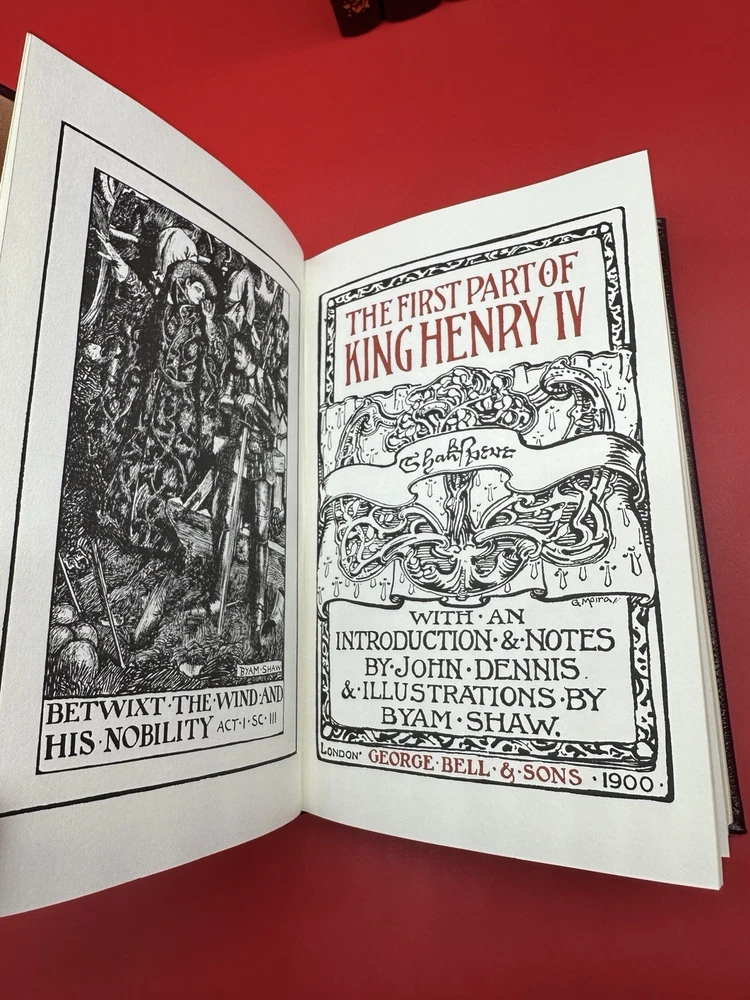 BYAM·SHAW
BETWIXT·THE·WIND·AND
HIS·NOBILITY ACT·I·SC·III
THE FIRST PART OF
KING HENRY IV
Shakspere
G Moira
WITH·AN
INTRODUCTION·&·NOTES
BY·JOHN·DENNIS.
&·ILLUSTRATIONS·BY
BYAM·SHAW.
LONDON· GEORGE·BELL·&·SONS ·1900·